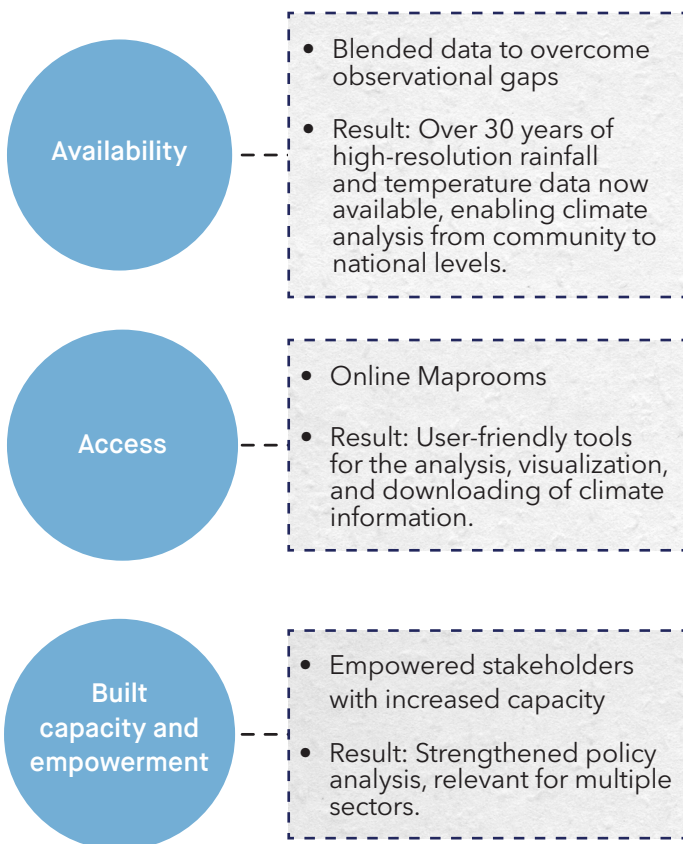 Availability
• Blended data to overcome
observational gaps
• Result: Over 30 years of
high-resolution rainfall
and temperature data now
available, enabling climate
analysis from community to
national levels.
Access
• Online Maprooms
• Result: User-friendly tools
for the analysis, visualization,
and downloading of climate
information.
Built
capacity and
empowerment
• Empowered stakeholders
with increased capacity
• Result: Strengthened policy
analysis, relevant for multiple
sectors.